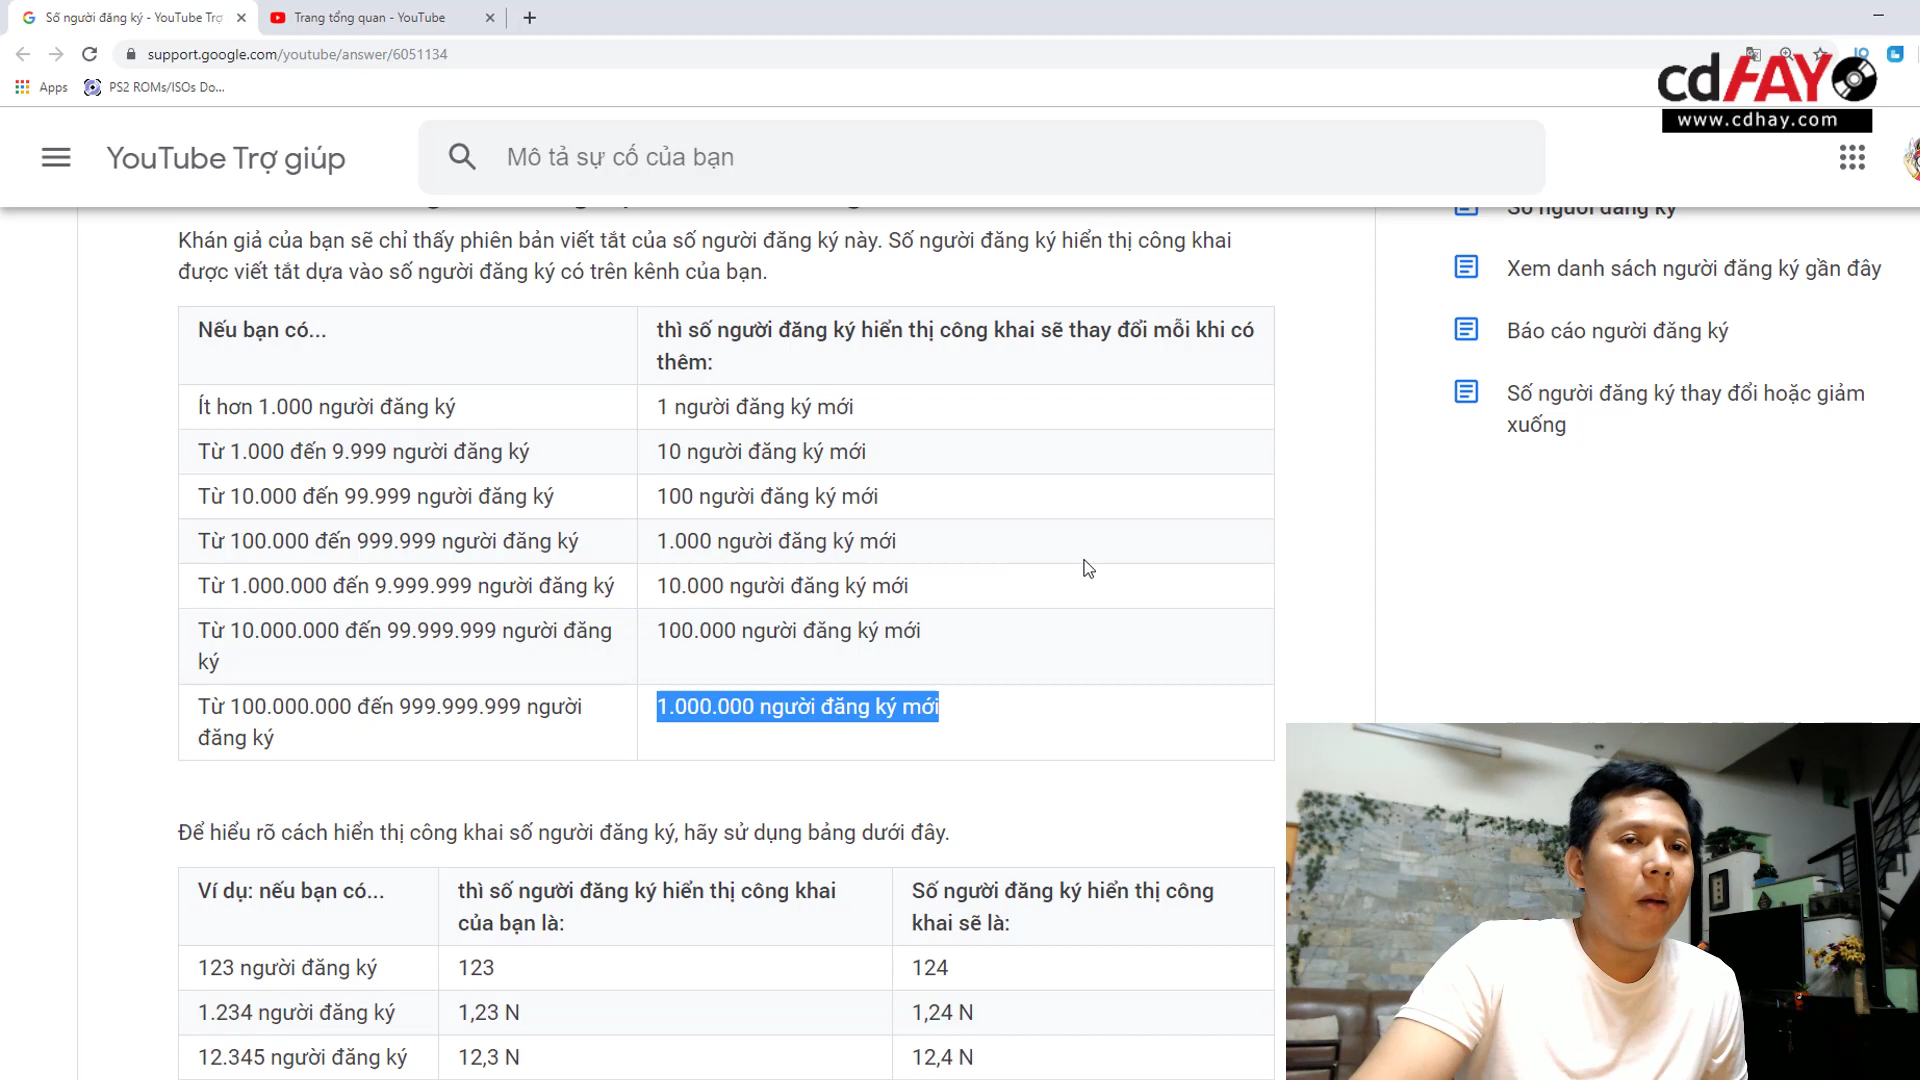 Số người đăng ký - YouTube Trợ
Trang tổng quan - YouTube
support.google.com/youtube/answer/6051134
Apps
PS2 ROMs/ISOs Do...
cdHAY
www.cdhay.com
YouTube Trợ giúp
Mô tả sự cố của bạn
Khán giả của bạn sẽ chỉ thấy phiên bản viết tắt của số người đăng ký này. Số người đăng ký hiển thị công khai
được viết tắt dựa vào số người đăng ký có trên kênh của bạn.
Nếu bạn có...
thì số người đăng ký hiển thị công khai sẽ thay đổi mỗi khi có
thêm:
Ít hơn 1.000 người đăng ký
1 người đăng ký mới
Từ 1.000 đến 9.999 người đăng ký
10 người đăng ký mới
Từ 10.000 đến 99.999 người đăng ký
100 người đăng ký mới
Từ 100.000 đến 999.999 người đăng ký
1.000 người đăng ký mới
Từ 1.000.000 đến 9.999.999 người đăng ký
10.000 người đăng ký mới
Từ 10.000.000 đến 99.999.999 người đăng
ký
100.000 người đăng ký mới
Từ 100.000.000 đến 999.999.999 người
đăng ký
1.000.000 người đăng ký mới
Để hiểu rõ cách hiển thị công khai số người đăng ký, hãy sử dụng bảng dưới đây.
Ví dụ: nếu bạn có...
thì số người đăng ký hiển thị công khai
của bạn là:
Số người đăng ký hiển thị công
khai sẽ là:
123 người đăng ký
123
124
1.234 người đăng ký
1,23 N
1,24 N
12.345 người đăng ký
12,3 N
12,4 N
Số người đăng ký
Xem danh sách người đăng ký gần đây
Báo cáo người đăng ký
Số người đăng ký thay đổi hoặc giảm
xuống